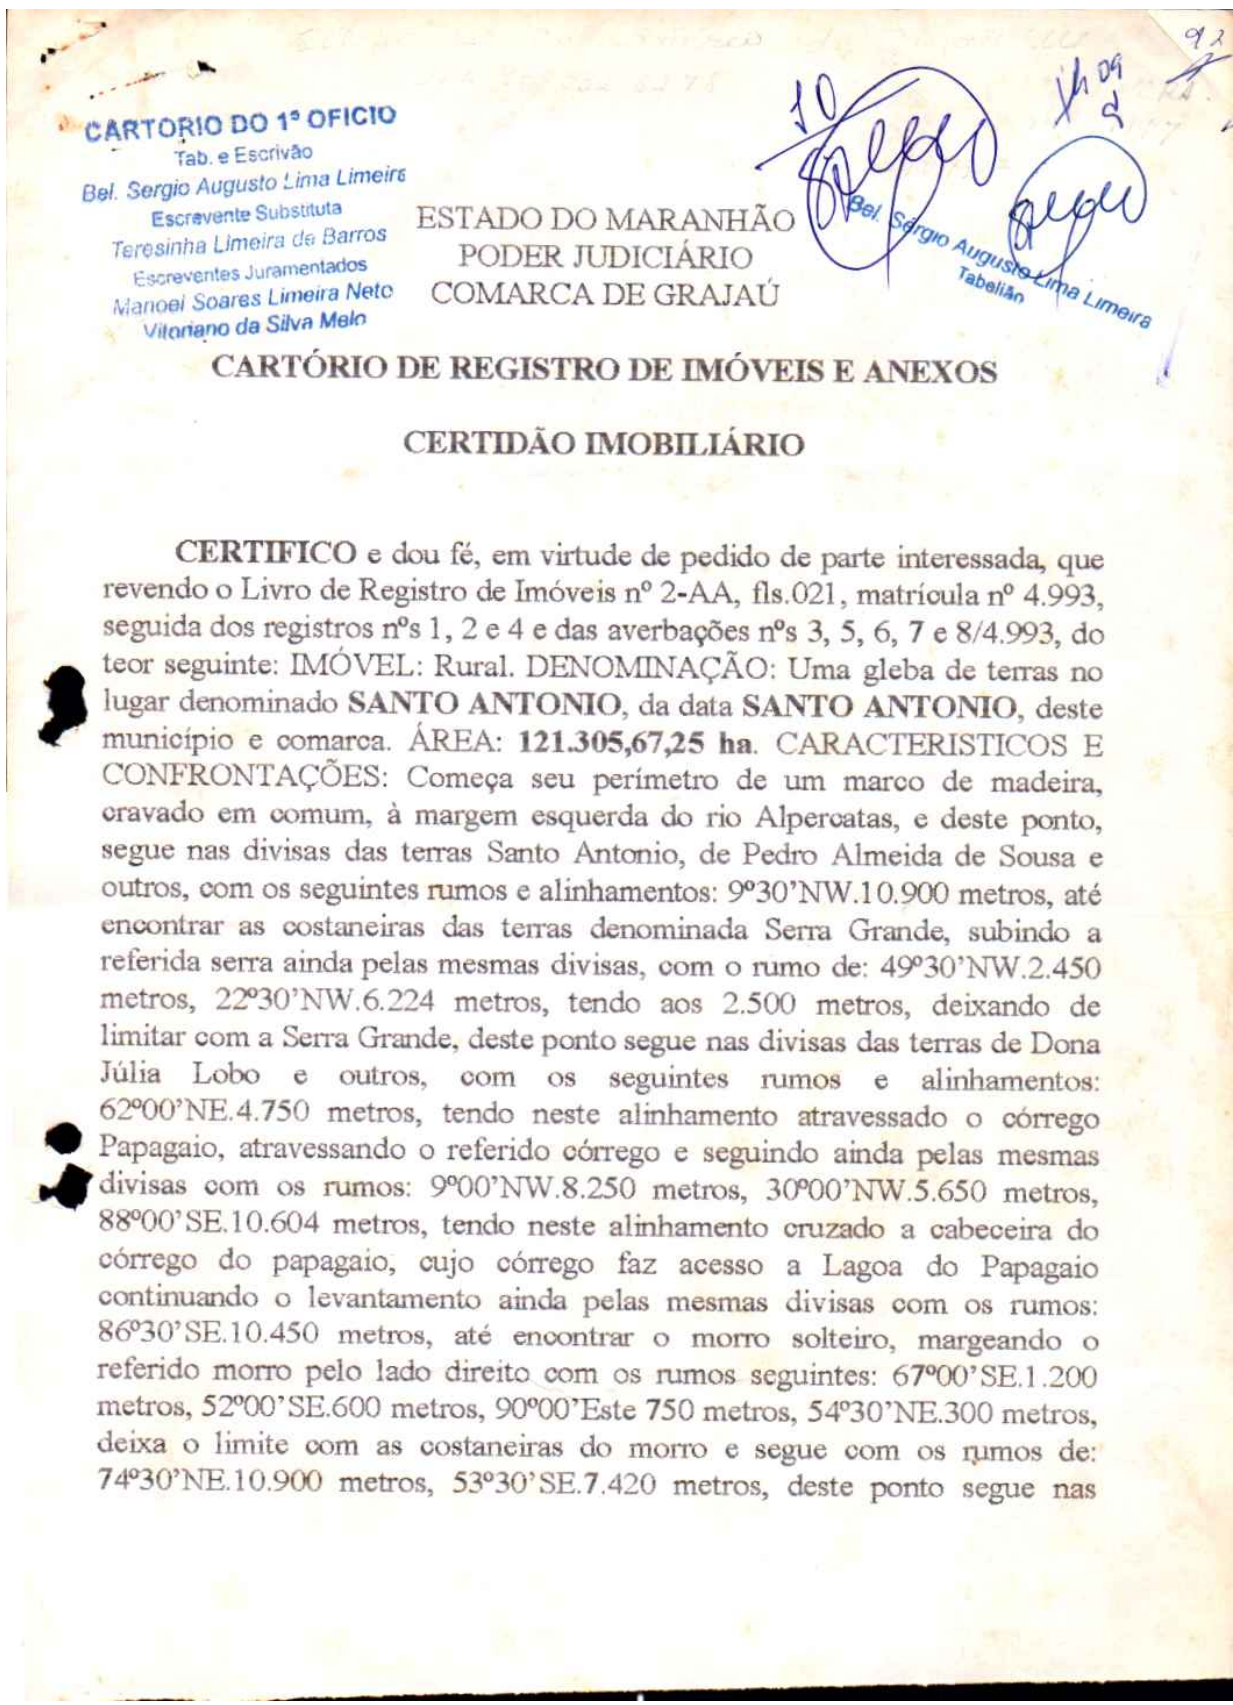 92
CARTORIO DO 1º OFICIO
Tab. e Escrivão
Bel. Sergio Augusto Lima Limeira
Escrevente Substituta
Teresinha Limeira de Barros
Escreventes Juramentados
Manoel Soares Limeira Neto
Vitoriano da Silva Melo
10
Bel. Sérgio Augusto Lima Limeira
Tabelião
ESTADO DO MARANHÃO
PODER JUDICIÁRIO
COMARCA DE GRAJAÚ
CARTÓRIO DE REGISTRO DE IMÓVEIS E ANEXOS
CERTIDÃO IMOBILIÁRIO
CERTIFICO e dou fé, em virtude de pedido de parte interessada, que
revendo o Livro de Registro de Imóveis nº 2-AA, fls.021, matrícula nº 4.993,
seguida dos registros nºs 1, 2 e 4 e das averbações nºs 3, 5, 6, 7 e 8/4.993, do
teor seguinte: IMÓVEL: Rural. DENOMINAÇÃO: Uma gleba de terras no
lugar denominado SANTO ANTONIO, da data SANTO ANTONIO, deste
município e comarca. ÁREA: 121.305,67,25 ha. CARACTERISTICOS E
CONFRONTAÇÕES: Começa seu perímetro de um marco de madeira,
cravado em comum, à margem esquerda do rio Alpercatas, e deste ponto,
segue nas divisas das terras Santo Antonio, de Pedro Almeida de Sousa e
outros, com os seguintes rumos e alinhamentos: 9º30'NW.10.900 metros, até
encontrar as costaneiras das terras denominada Serra Grande, subindo a
referida serra ainda pelas mesmas divisas, com o rumo de: 49º30'NW.2.450
metros, 22º30'NW.6.224 metros, tendo aos 2.500 metros, deixando de
limitar com a Serra Grande, deste ponto segue nas divisas das terras de Dona
Júlia Lobo e outros, com os seguintes rumos e alinhamentos:
62º00'NE.4.750 metros, tendo neste alinhamento atravessado o córrego
Papagaio, atravessando o referido córrego e seguindo ainda pelas mesmas
divisas com os rumos: 9º00'NW.8.250 metros, 30º00'NW.5.650 metros,
88º00'SE.10.604 metros, tendo neste alinhamento cruzado a cabeceira do
córrego do papagaio, cujo córrego faz acesso a Lagoa do Papagaio
continuando o levantamento ainda pelas mesmas divisas com os rumos:
86º30'SE.10.450 metros, até encontrar o morro solteiro, margeando o
referido morro pelo lado direito com os rumos seguintes: 67º00'SE.1.200
metros, 52º00'SE.600 metros, 90º00'Este 750 metros, 54º30'NE.300 metros,
deixa o limite com as costaneiras do morro e segue com os rumos de:
74º30'NE.10.900 metros, 53º30'SE.7.420 metros, deste ponto segue nas